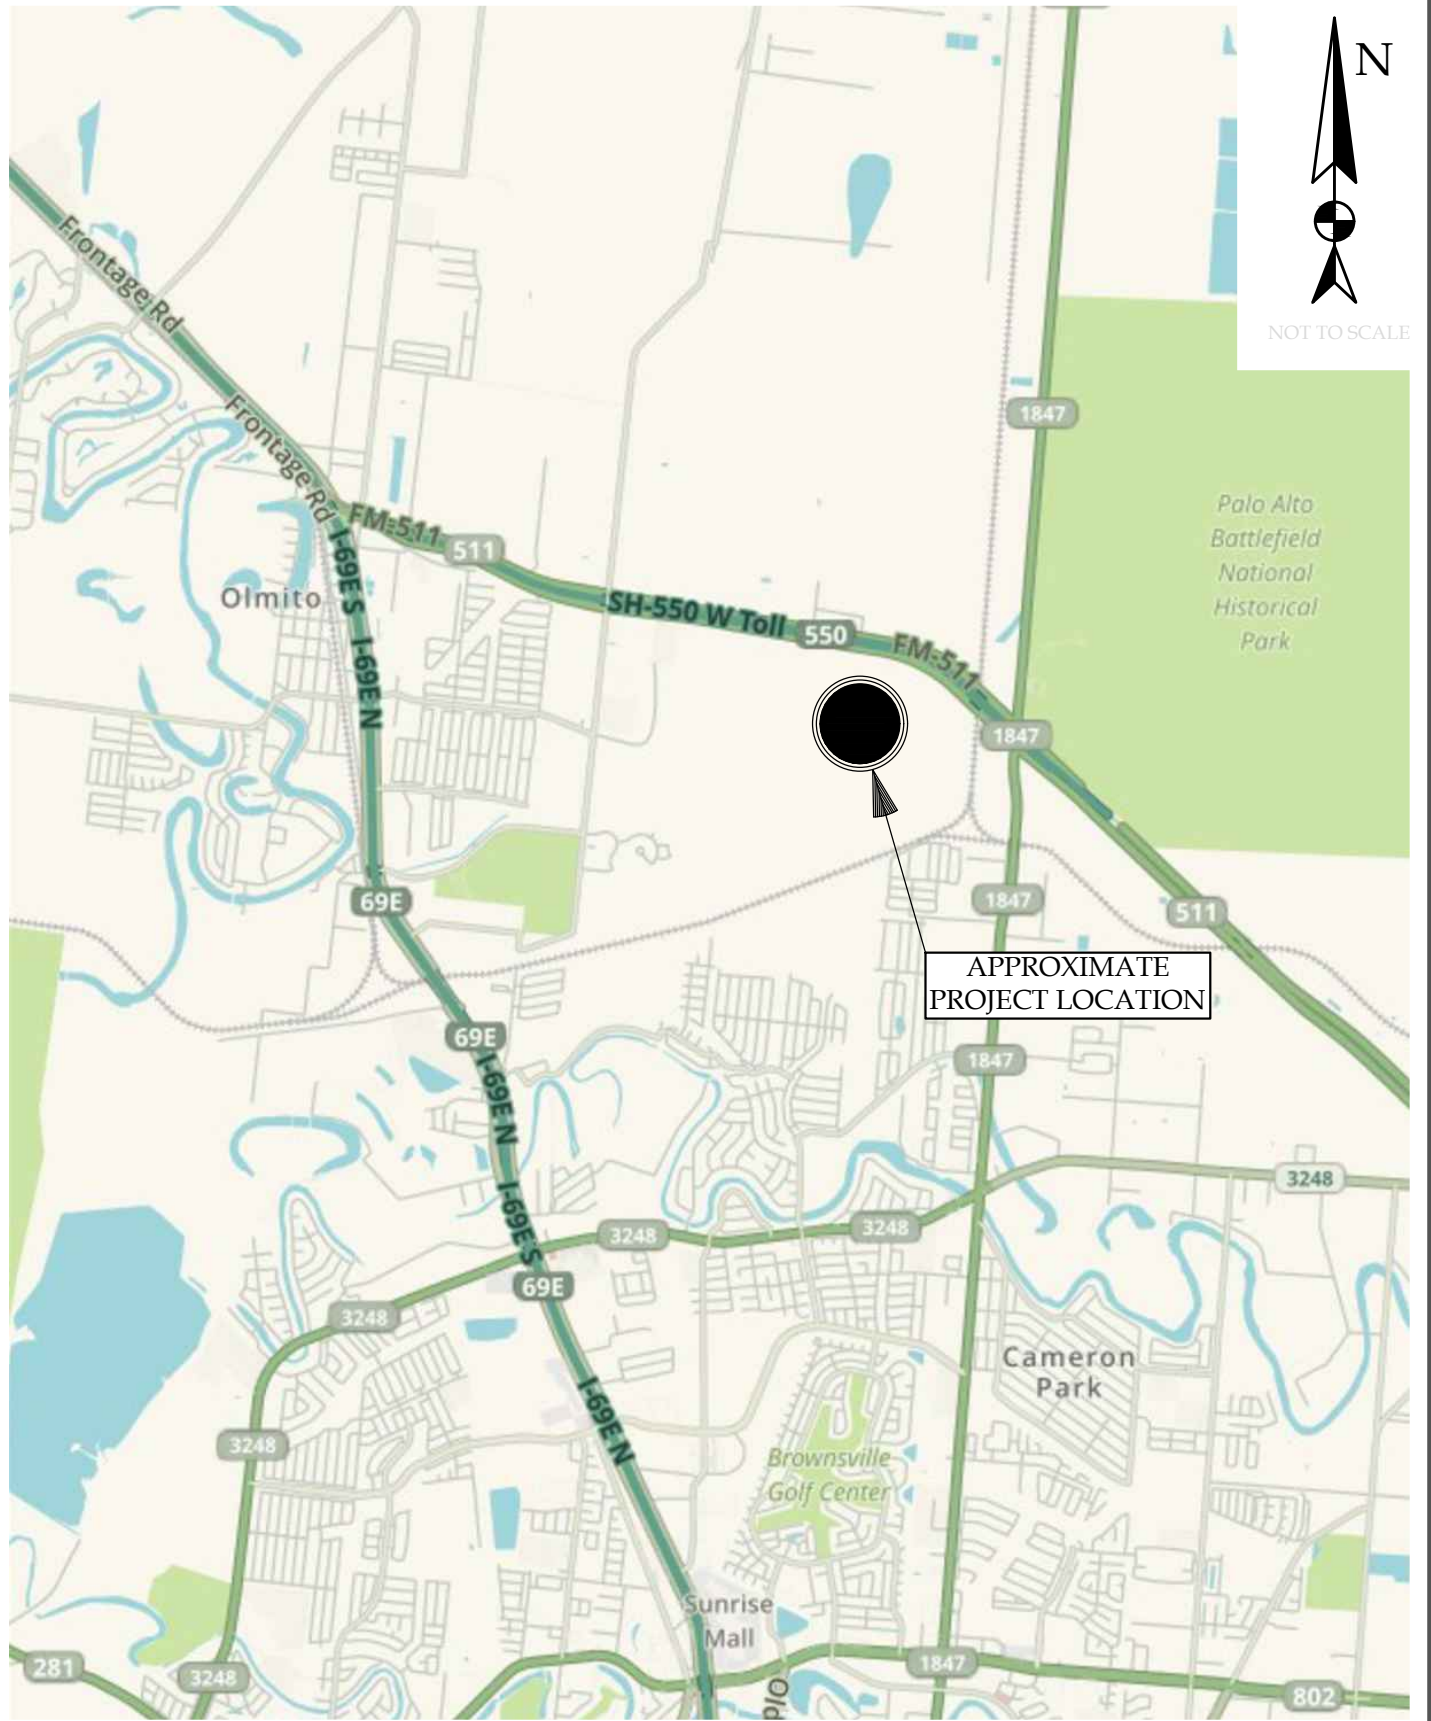 N
NOT TO SCALE
Frontage Rd
1847
Frontage Rd
Palo Alto
Battlefield
National
Historical
Park
FM-511
511
I-69E S
Olmito
SH-550 W Toll
550
FM-511
I-69E N
1847
69E
1847
511
APPROXIMATE
PROJECT LOCATION
69E
1847
I-69E N
3248
I-69E S
3248
3248
69E
3248
Cameron
Park
I-69E N
3248
Brownsville
Golf Center
Sunrise
Mall
281
3248
1847
Old
802